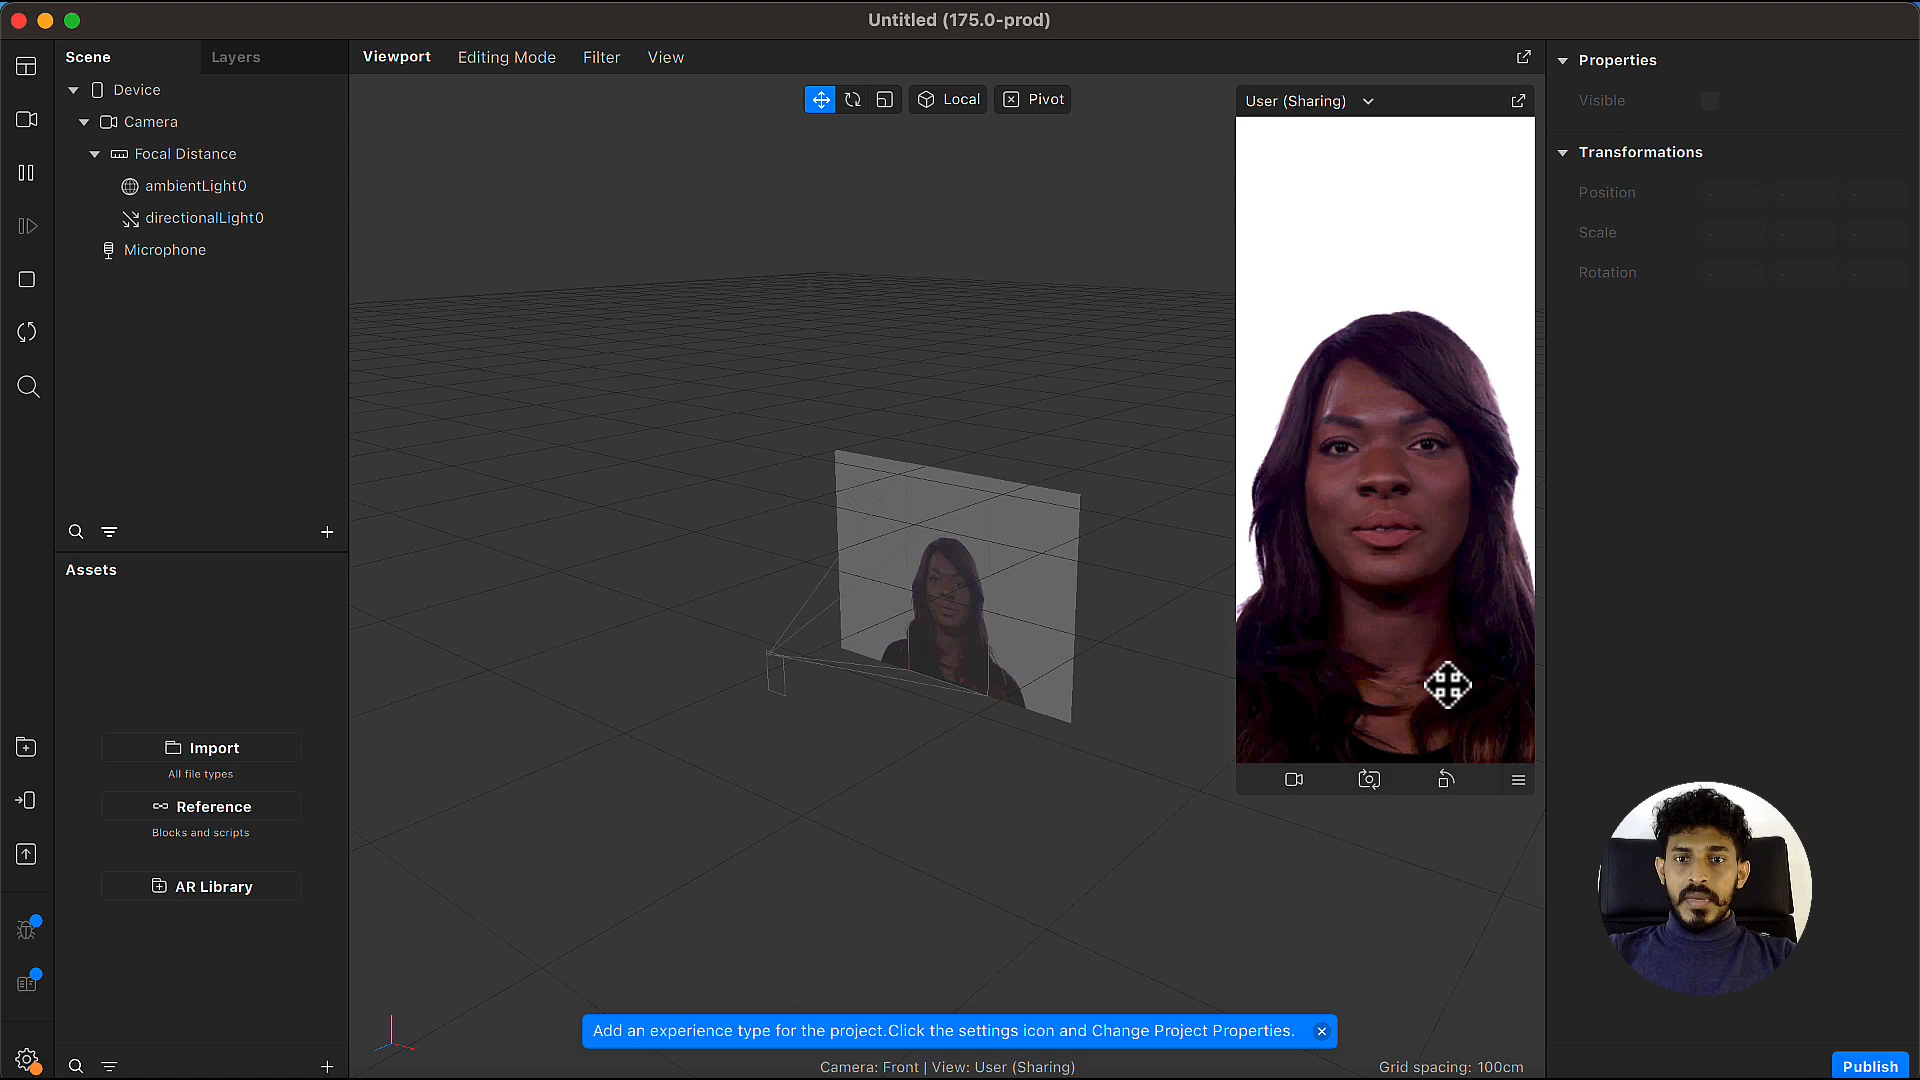 Untitled (175.0-prod)
Scene
Layers
Viewport
Editing Mode
Filter
View
Properties
Device
Camera
Focal Distance
ambientLight0
directionalLight0
Microphone
Local
Pivot
User (Sharing)
Visible
Transformations
Position
Scale
Rotation
Assets
Import
All file types
Reference
Blocks and scripts
AR Library
Add an experience type for the project.Click the settings icon and Change Project Properties.
Camera: Front | View: User (Sharing)
Grid spacing: 100cm
Publish